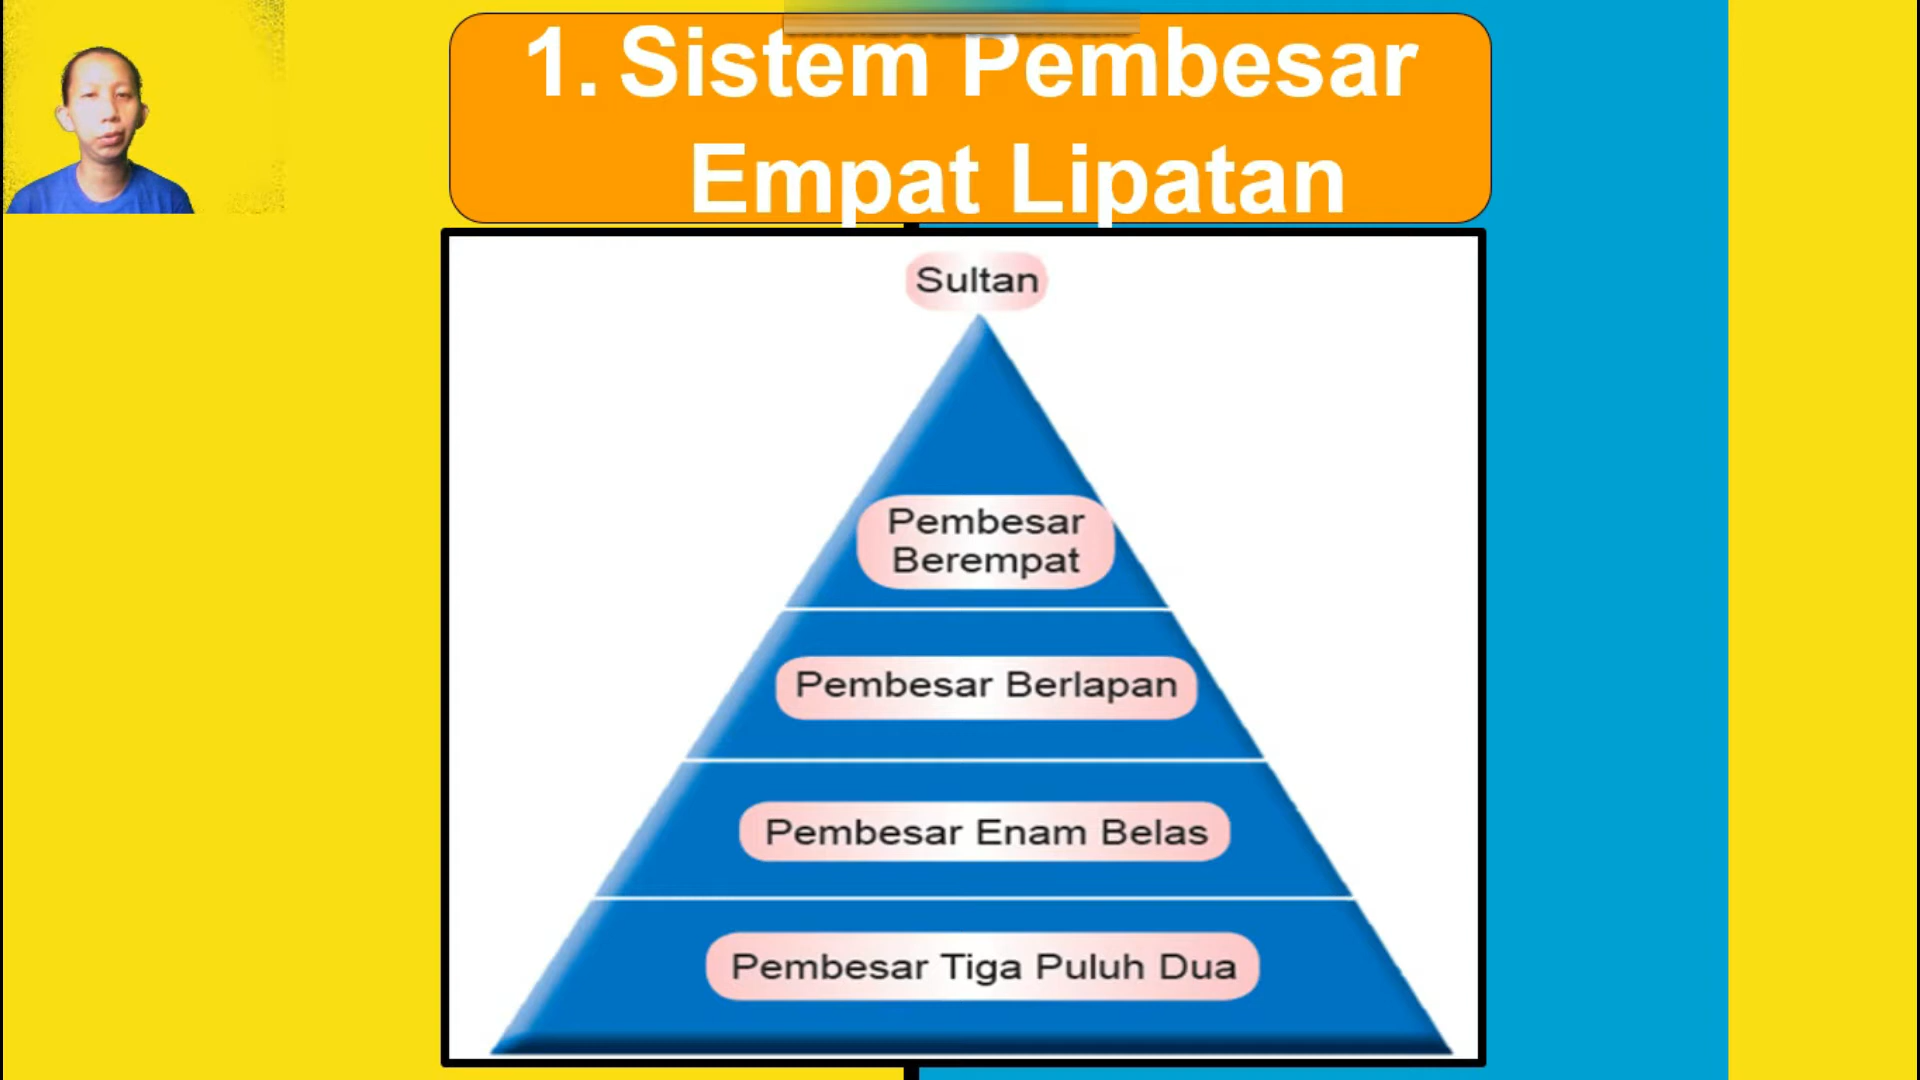 1. Sistem Pembesar
Empat Lipatan
Sultan
Pembesar
Berempat
Pembesar Berlapan
Pembesar Enam Belas
Pembesar Tiga Puluh Dua